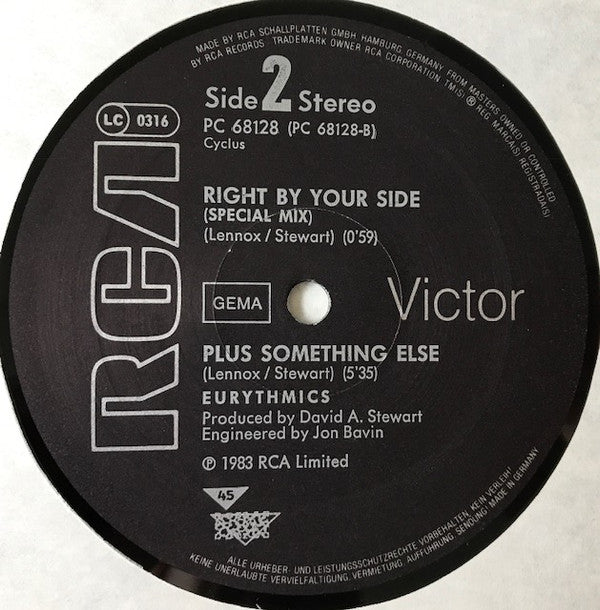 MADE BY RCA SCHALLPLATTEN GMBH HAMBURG GERMANY FROM MASTERS OWNED OR CONTROLLED
BY RCA RECORDS TRADEMARK OWNER RCA CORPORATION TM(S) ® REG. MARCA(S) REGISTRADA(S)
Side 2 Stereo
PC 68128 (PC 68128-B)
Cyclus
LC 0316
RCA
RIGHT BY YOUR SIDE
(SPECIAL MIX)
(Lennox / Stewart) (0'59)
GEMA
Victor
PLUS SOMETHING ELSE
(Lennox / Stewart) (5'35)
EURYTHMICS
Produced by David A. Stewart
Engineered by Jon Bavin
℗ 1983 RCA Limited
45
ALLE URHEBER- UND LEISTUNGSSCHUTZRECHTE VORBEHALTEN, KEIN VERLEIH!
KEINE UNERLAUBTE VERVIELFÄLTIGUNG, VERMIETUNG, AUFFÜHRUNG, SENDUNG! MADE IN GERMANY